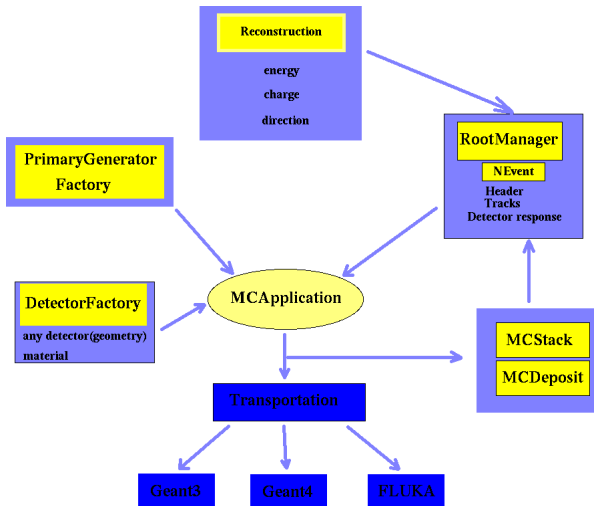 Reconstruction
energy
charge
direction
RootManager
NEvent
Header
Tracks
Detector response
PrimaryGenerator
Factory
MCApplication
DetectorFactory
any detector(geometry)
material
MCStack
MCDeposit
Transportation
Geant3
Geant4
FLUKA